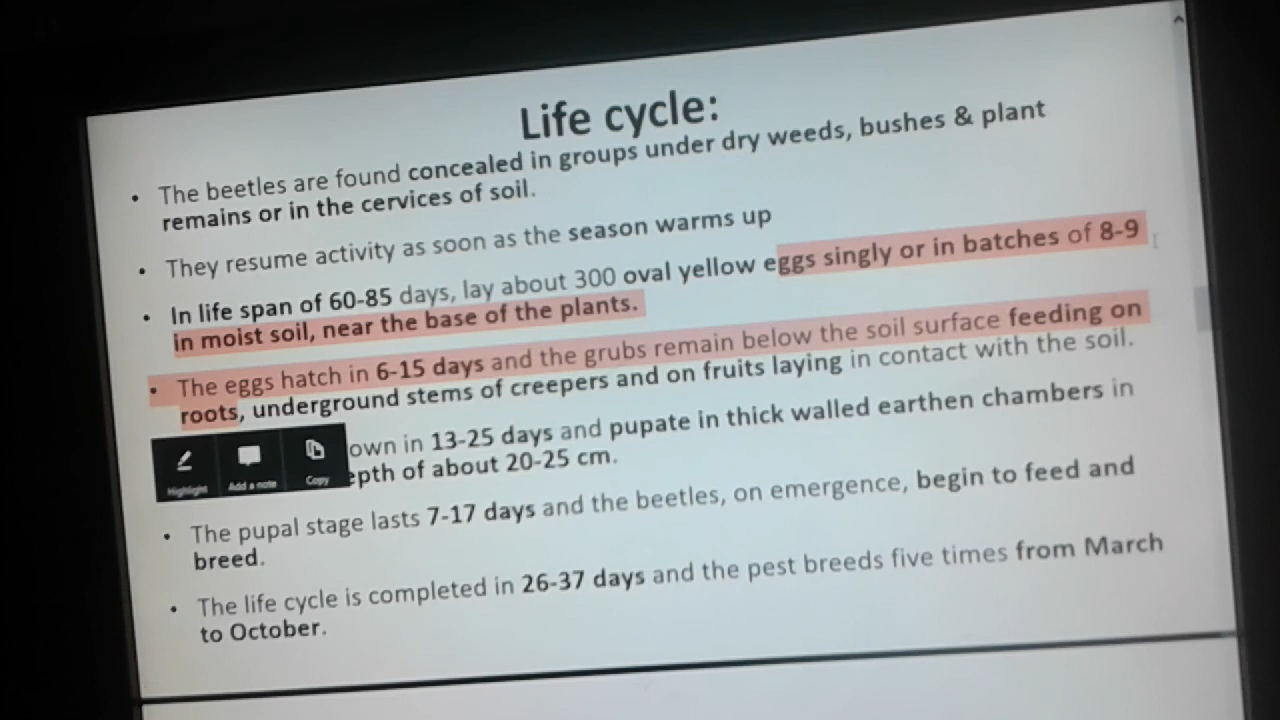 Life cycle:
• The beetles are found concealed in groups under dry weeds, bushes & plant
remains or in the cervices of soil.
• They resume activity as soon as the season warms up
• In life span of 60-85 days, lay about 300 oval yellow eggs singly or in batches of 8-9
in moist soil, near the base of the plants.
• The eggs hatch in 6-15 days and the grubs remain below the soil surface feeding on
roots, underground stems of creepers and on fruits laying in contact with the soil.
own in 13-25 days and pupate in thick walled earthen chambers in
epth of about 20-25 cm.
Highlight Add a note Copy
• The pupal stage lasts 7-17 days and the beetles, on emergence, begin to feed and
breed.
• The life cycle is completed in 26-37 days and the pest breeds five times from March
to October.